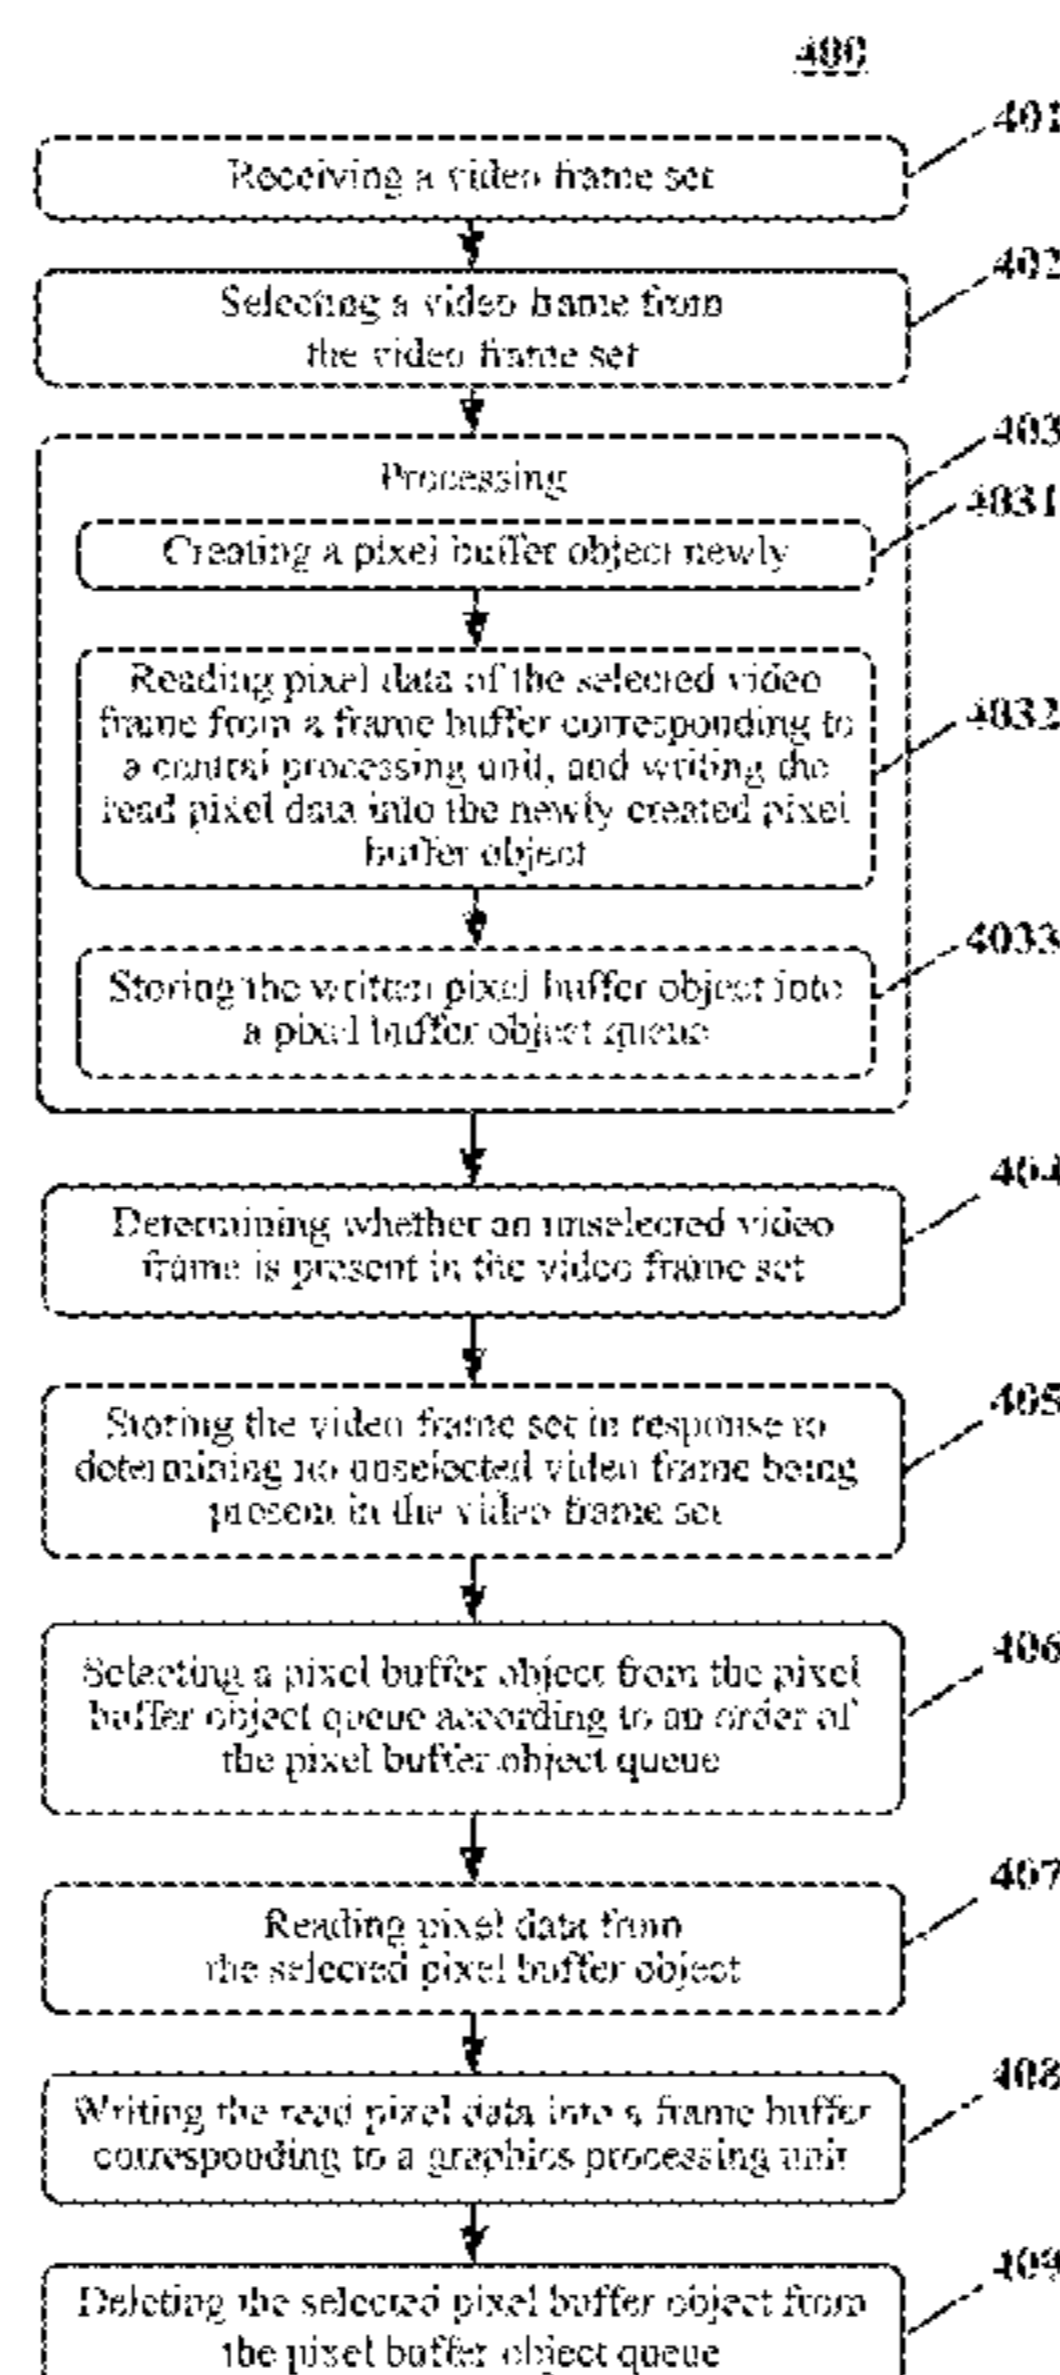 400
401
Receiving a video frame set
402
Selecting a video frame from
the video frame set
403
Processing
4031
Creating a pixel buffer object newly
Reading pixel data of the selected video
frame from a frame buffer corresponding to
4032
a central processing unit, and writing the
read pixel data into the newly created pixel
buffer object
4033
Storing the written pixel buffer object into
a pixel buffer object queue
404
Determining whether an unselected video
frame is present in the video frame set
405
Storing the video frame set in response to
determining no unselected video frame being
present in the video frame set
406
Selecting a pixel buffer object from the pixel
buffer object queue according to an order of
the pixel buffer object queue
407
Reading pixel data from
the selected pixel buffer object
408
Writing the read pixel data into a frame buffer
corresponding to a graphics processing unit
409
Deleting the selected pixel buffer object from
the pixel buffer object queue